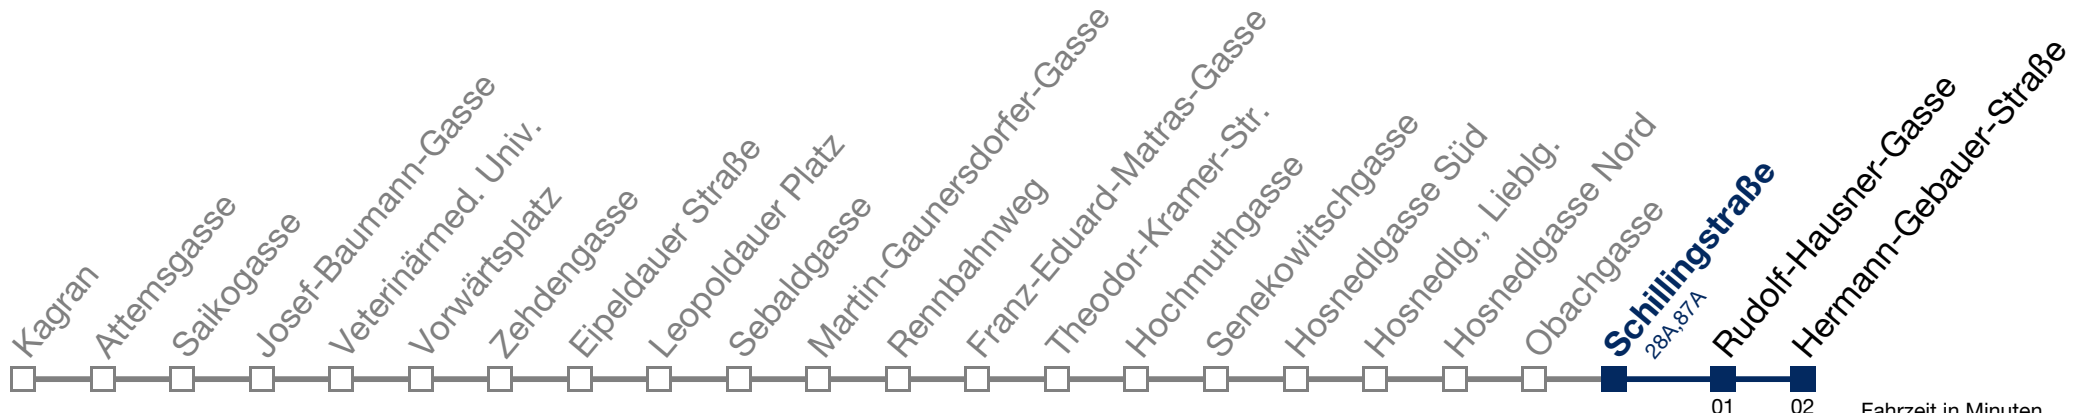 Kagran
Attemsgasse
Saikogasse
Josef-Baumann-Gasse
Veterinärmed. Univ.
Vorwärtsplatz
Zehdengasse
Eipeldauer Straße
Leopoldauer Platz
Sebaldgasse
Martin-Gaunersdorfer-Gasse
Rennbahnweg
Franz-Eduard-Matras-Gasse
Theodor-Kramer-Str.
Hochmuthgasse
Senekowitschgasse
Hosnedlgasse Süd
Hosnedlg., Lieblg.
Hosnedlgasse Nord
Obachgasse
Schillingstraße
28A,87A
Rudolf-Hausner-Gasse
Hermann-Gebauer-Straße
01
02
Fahrzeit in Minuten